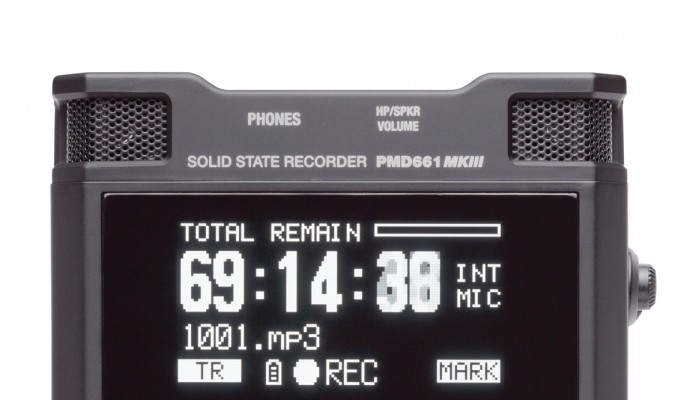 PHONES
HP/SPKR
VOLUME
SOLID STATE RECORDER PMD661 MKIII
TOTAL REMAIN
69:14:38
INT
MIC
1001.mp3
TR REC MARK